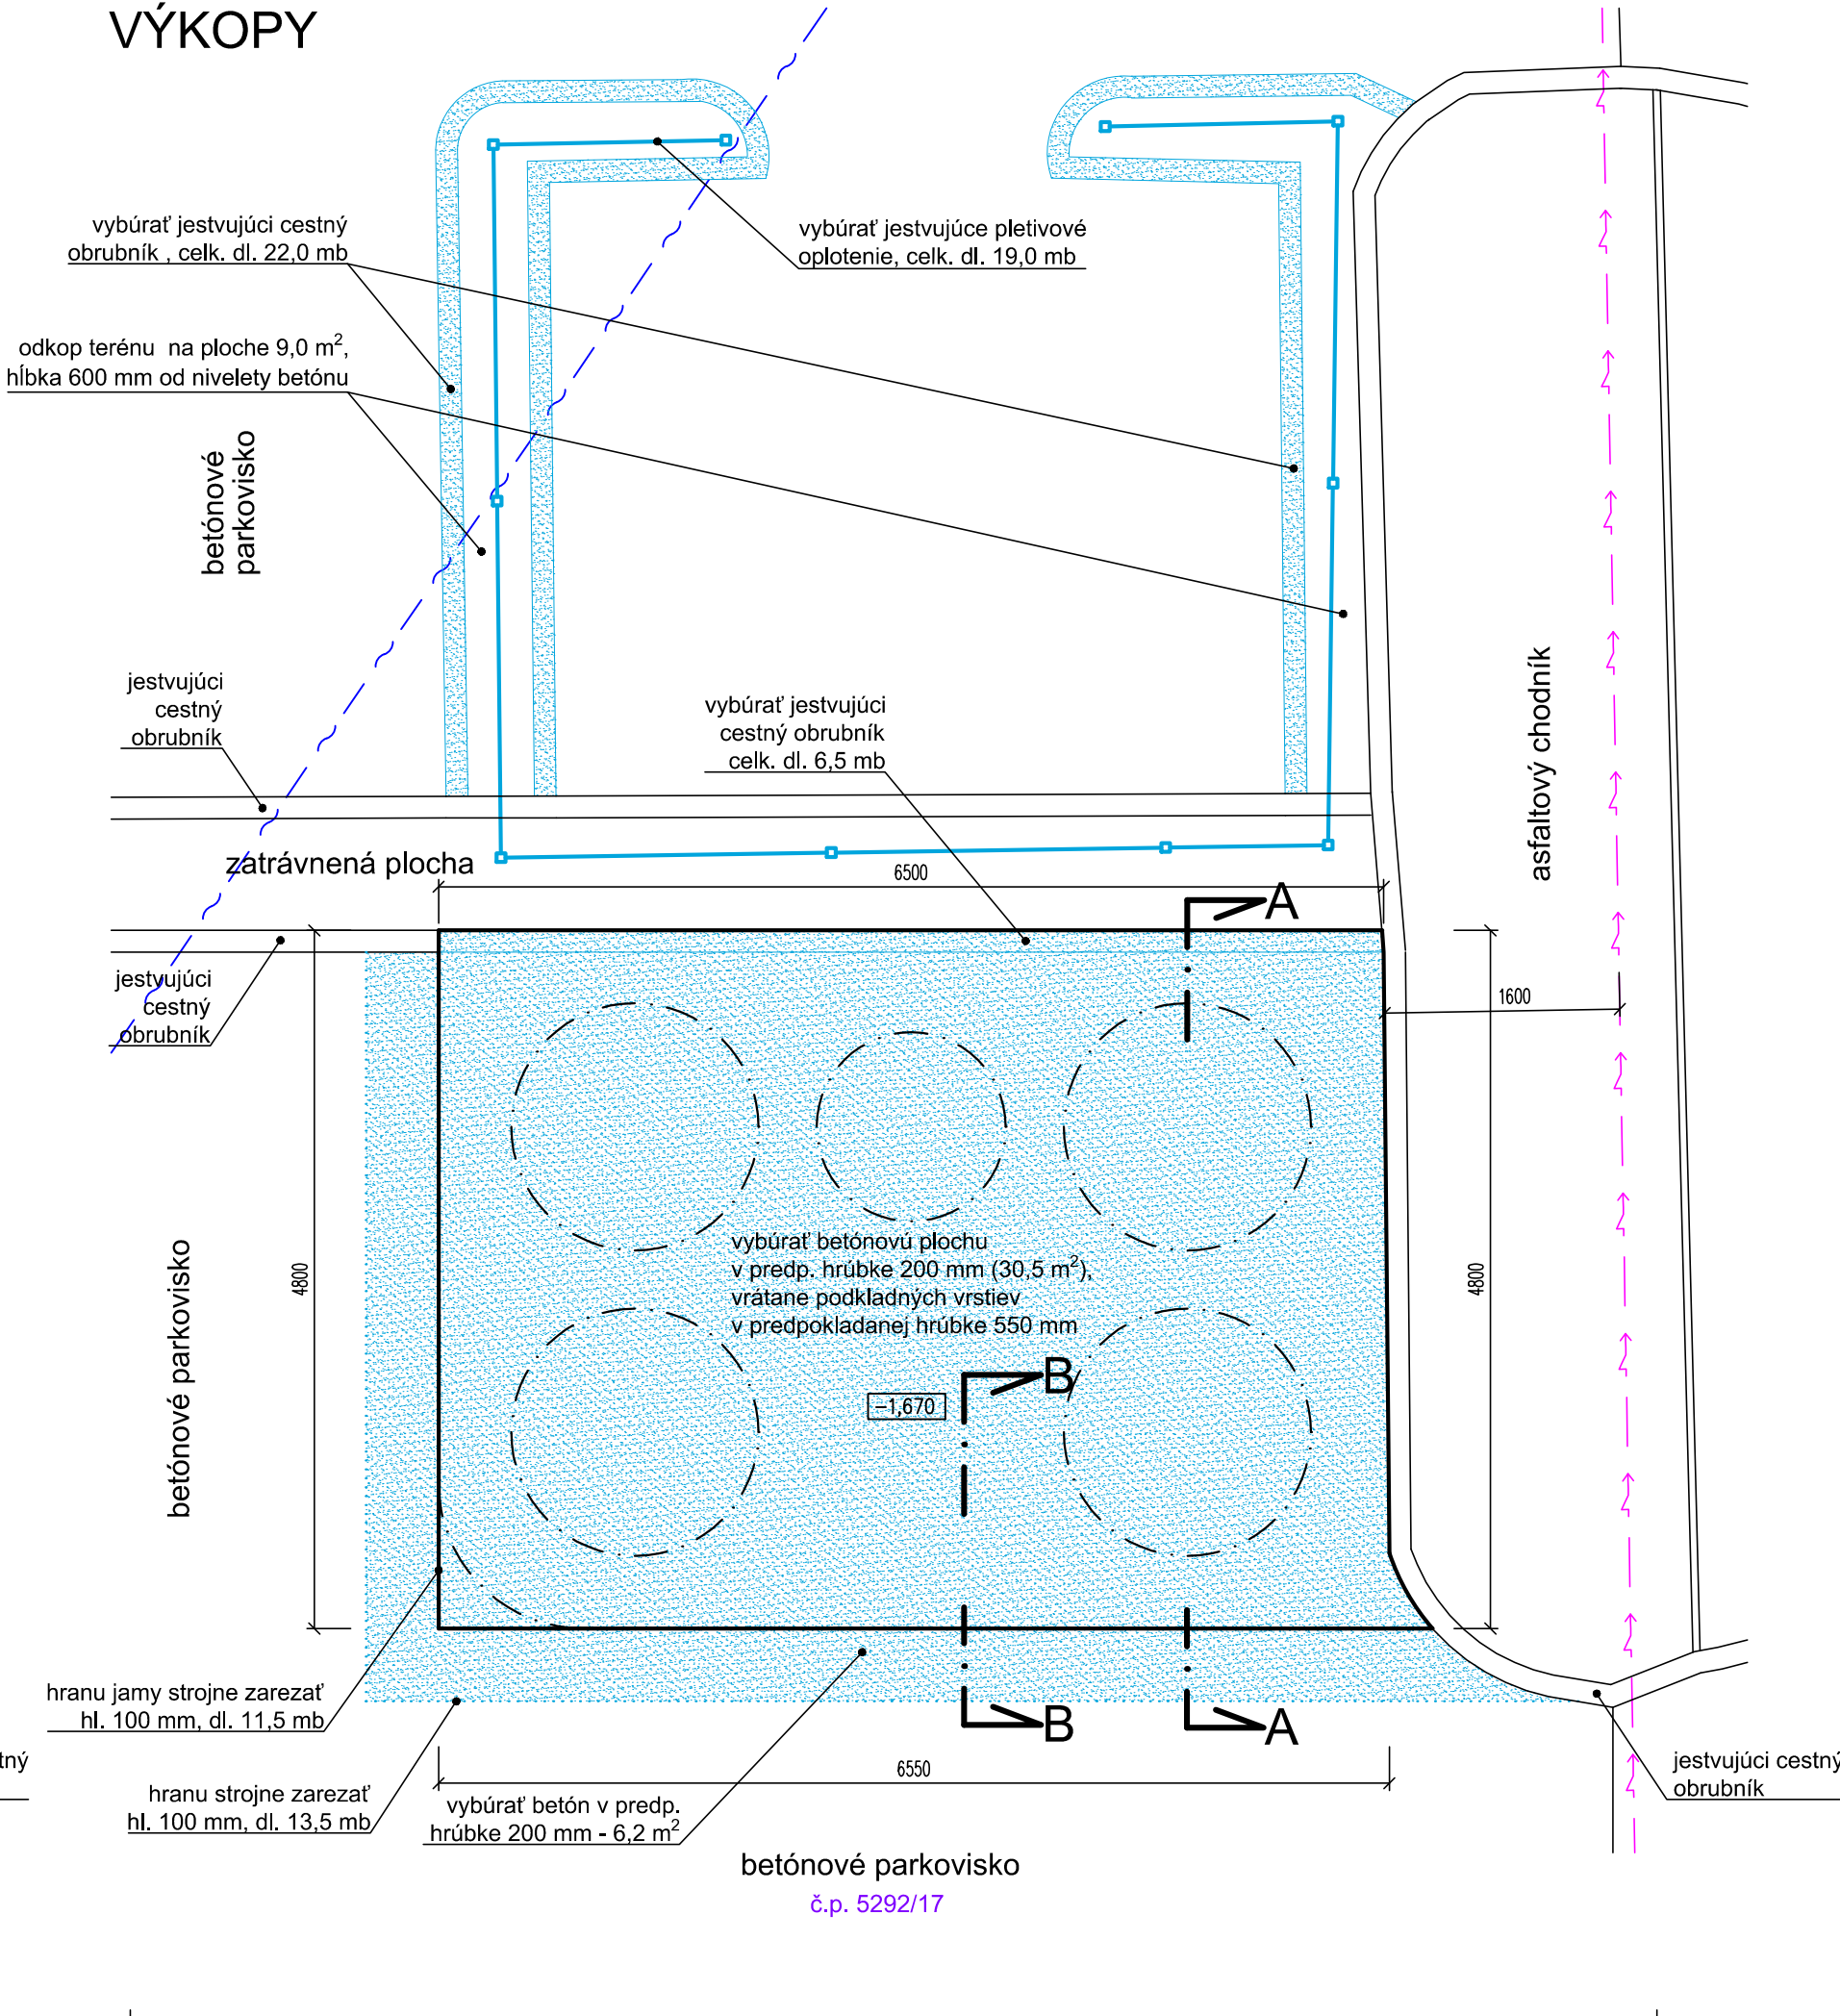 VÝKOPY
vybúrať jestvujúci cestný
obrubník , celk. dl. 22,0 mb
vybúrať jestvujúce pletivové
oplotenie, celk. dl. 19,0 mb
odkop terénu na ploche 9,0 m²,
hĺbka 600 mm od nivelety betónu
betónové
parkovisko
jestvujúci
cestný
obrubník
vybúrať jestvujúci
cestný obrubník
celk. dl. 6,5 mb
asfaltový chodník
zatrávnená plocha
6500
A
jestvujúci
cestný
obrubník
1600
vybúrať betónovú plochu
v predp. hrúbke 200 mm (30,5 m²),
vrátane podkladných vrstiev
v predpokladanej hrúbke 550 mm
4800
4800
betónové parkovisko
B
−1,670
hranu jamy strojne zarezať
hl. 100 mm, dl. 11,5 mb
B
A
tný
hranu strojne zarezať
hl. 100 mm, dl. 13,5 mb
6550
vybúrať betón v predp.
hrúbke 200 mm - 6,2 m²
jestvujúci cestný
obrubník
betónové parkovisko
č.p. 5292/17